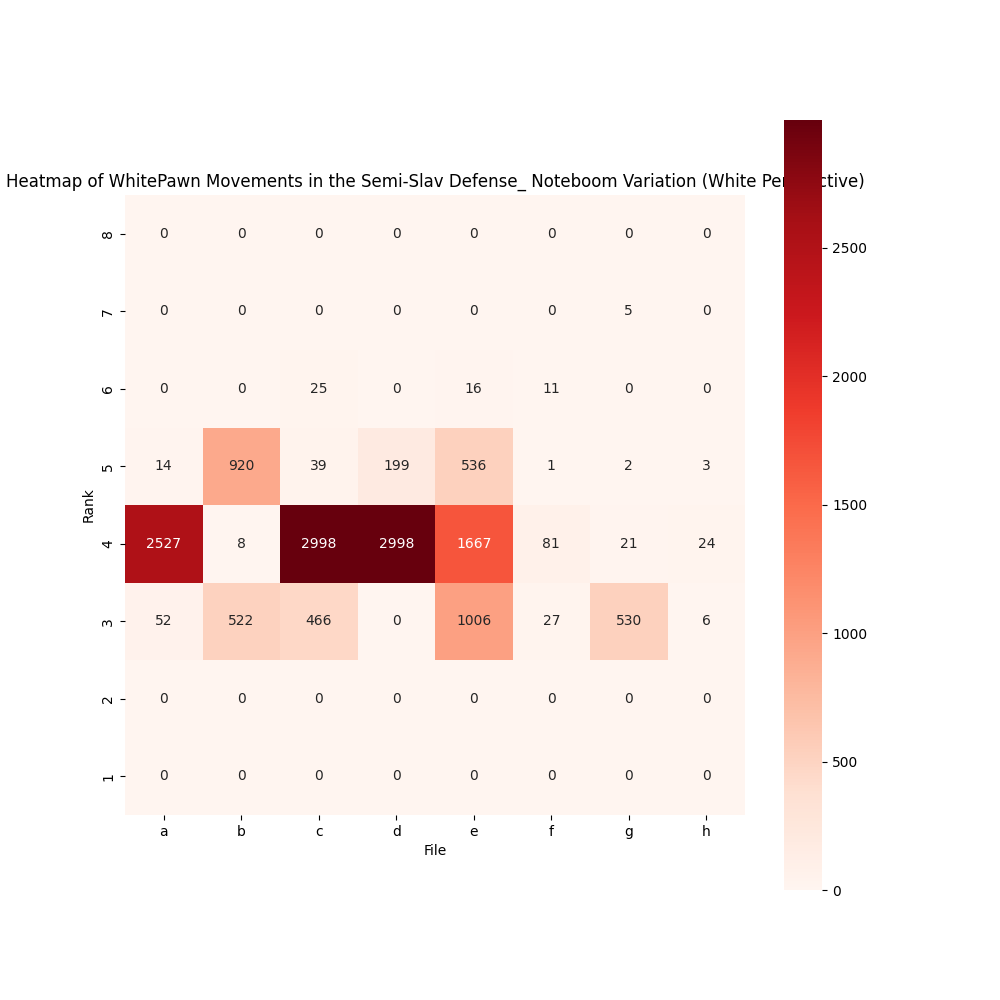 Heatmap of WhitePawn Movements in the Semi-Slav Defense_ Noteboom Variation (White Pe ctive)
8 0 0 0 0 0 0 0 0
7 0 0 0 0 0 0 5 0
6 0 0 25 0 16 11 0 0
5 14 920 39 199 536 1 2 3
4 2527 8 2998 2998 1667 81 21 24
3 52 522 466 0 1006 27 530 6
2 0 0 0 0 0 0 0 0
1 0 0 0 0 0 0 0 0
a b c d e f g h
File
Rank
2500
2000
1500
1000
500
0